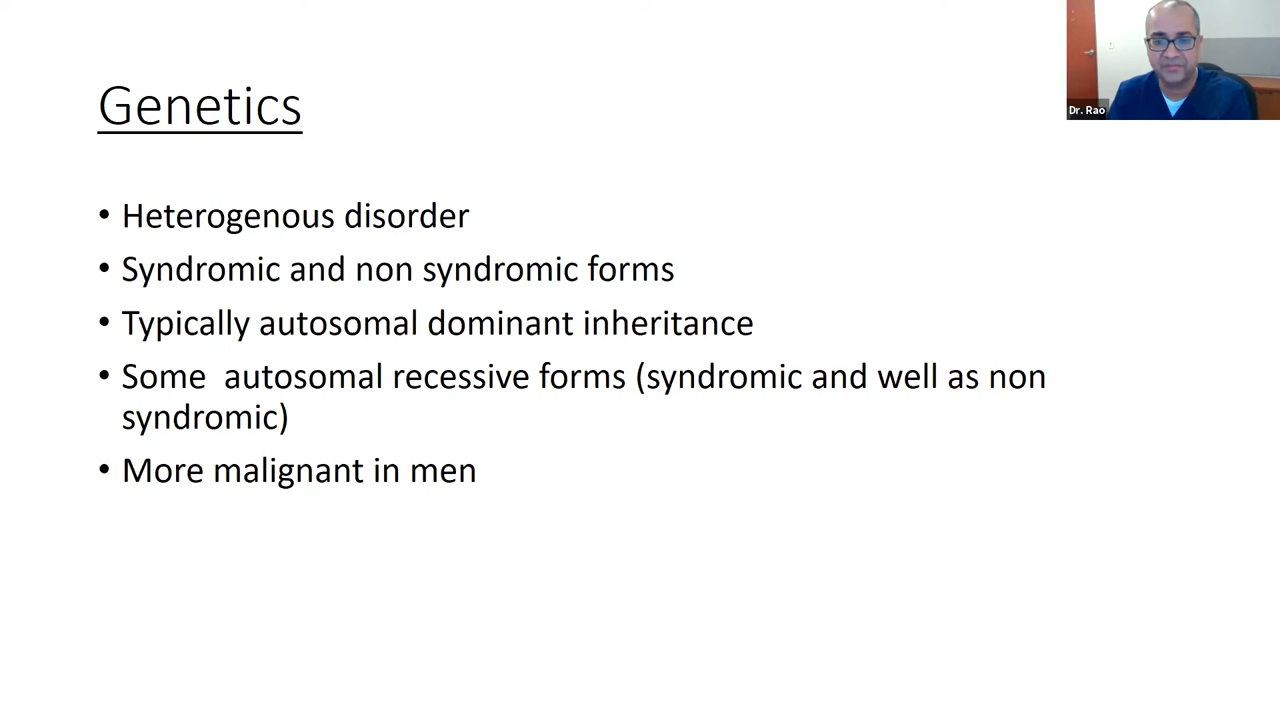 Genetics
Dr. Rao
• Heterogenous disorder
• Syndromic and non syndromic forms
• Typically autosomal dominant inheritance
• Some  autosomal recessive forms (syndromic and well as non
syndromic)
• More malignant in men